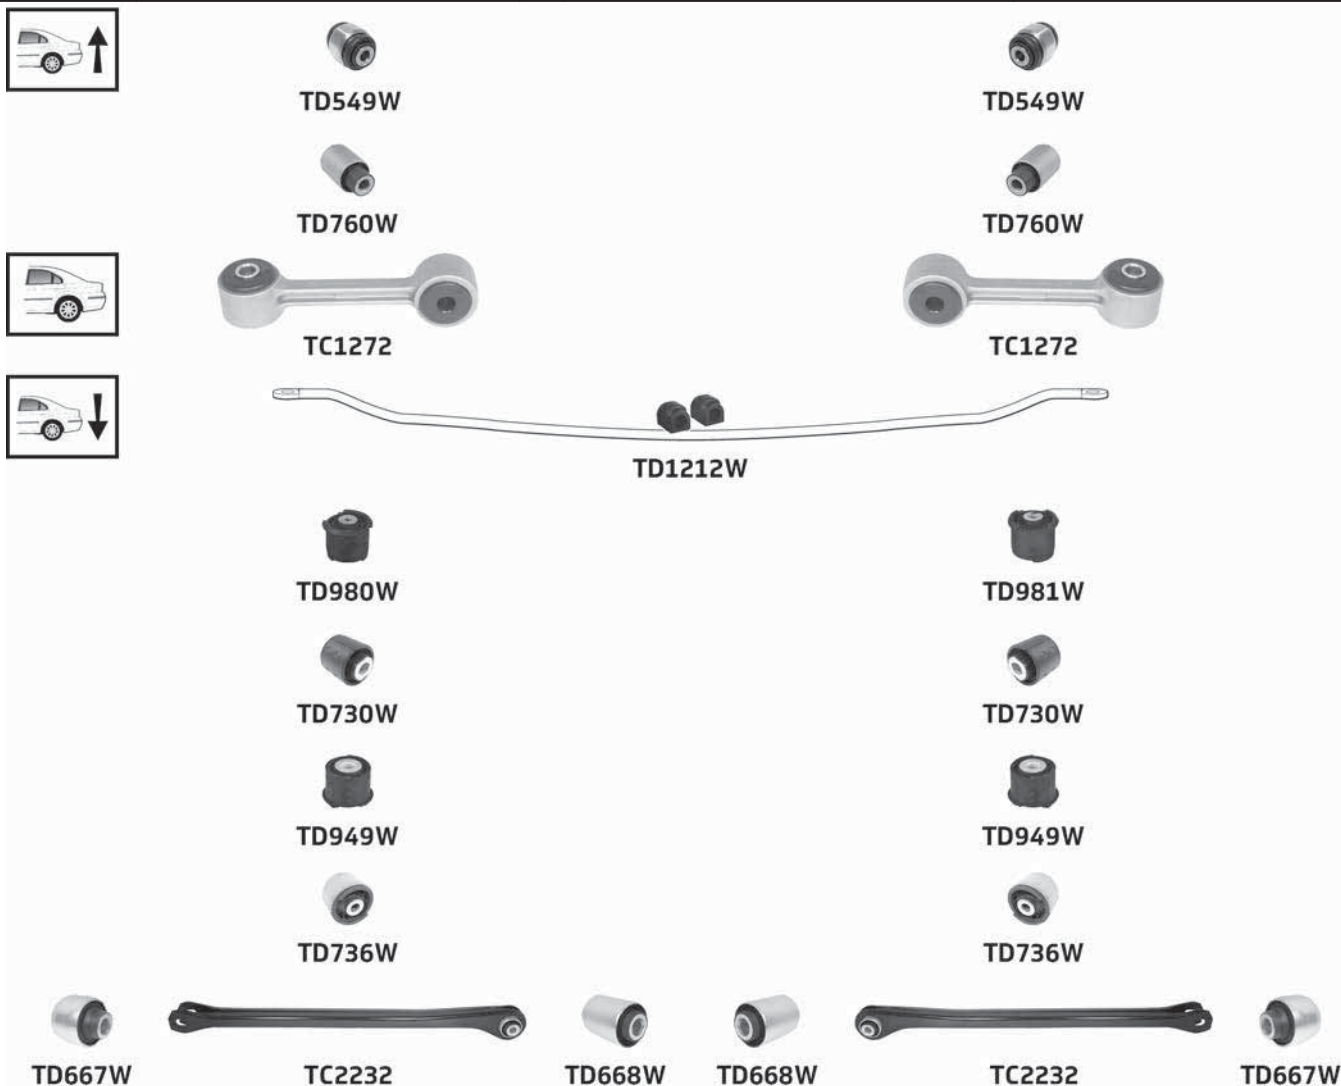 TD549W TD549W
TD760W TD760W
TC1272 TC1272
TD1212W
TD980W TD981W
TD730W TD730W
TD949W TD949W
TD736W TD736W
TD667W TC2232 TD668W TD668W TC2232 TD667W